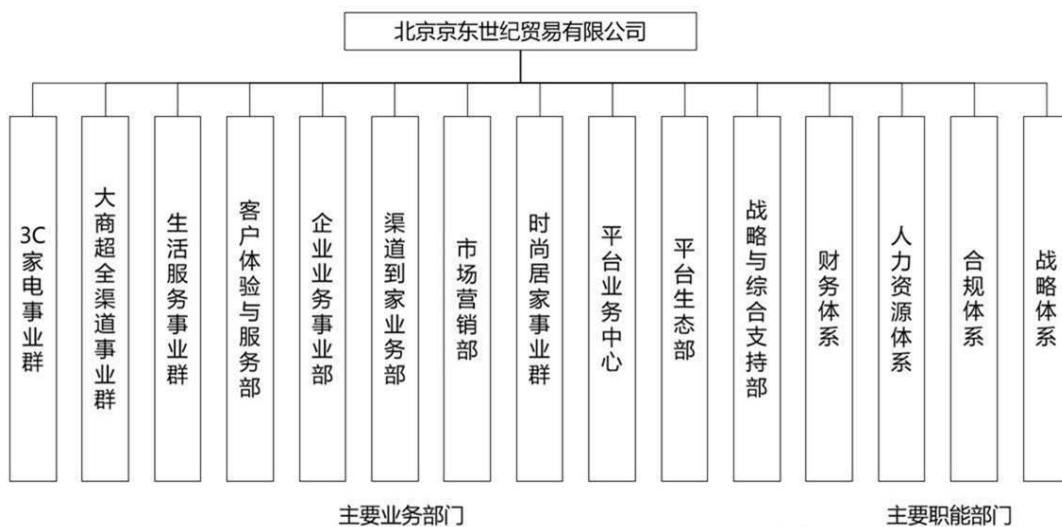 北京京东世纪贸易有限公司
3C家电事业群
大商超全渠道事业群
生活服务事业群
客户体验与服务部
企业业务事业部
渠道到家业务部
市场营销部
时尚居家事业群
平台业务中心
平台生态部
战略与综合支持部
财务体系
人力资源体系
合规体系
战略体系
主要业务部门
主要职能部门